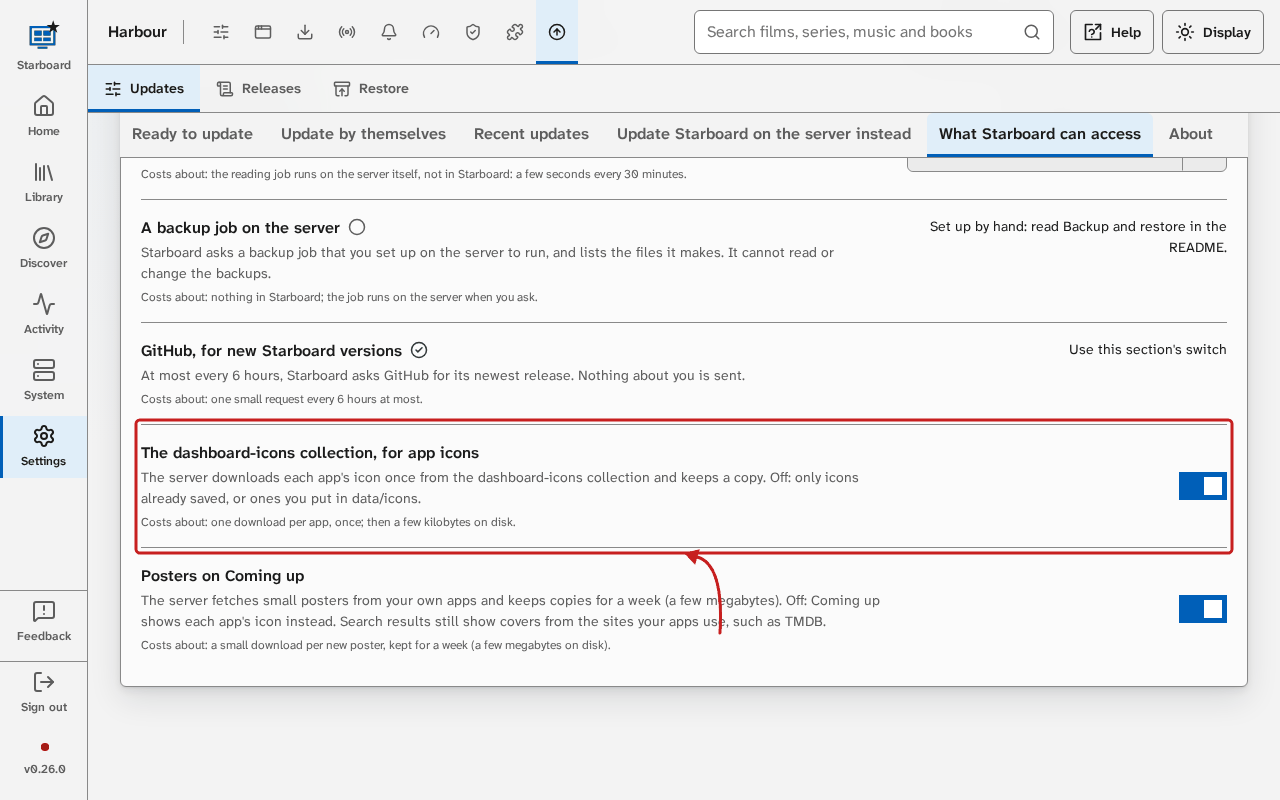 Starboard
Home
Library
Discover
Activity
System
Settings
Feedback
Sign out
v0.26.0
Harbour
Search films, series, music and books
Help
Display
Updates
Releases
Restore
Ready to update
Update by themselves
Recent updates
Update Starboard on the server instead
What Starboard can access
About
Costs about: the reading job runs on the server itself, not in Starboard: a few seconds every 30 minutes.
A backup job on the server
Starboard asks a backup job that you set up on the server to run, and lists the files it makes. It cannot read or
change the backups.
Costs about: nothing in Starboard; the job runs on the server when you ask.
Set up by hand: read Backup and restore in the
README.
GitHub, for new Starboard versions
At most every 6 hours, Starboard asks GitHub for its newest release. Nothing about you is sent.
Costs about: one small request every 6 hours at most.
Use this section's switch
The dashboard-icons collection, for app icons
The server downloads each app's icon once from the dashboard-icons collection and keeps a copy. Off: only icons
already saved, or ones you put in data/icons.
Costs about: one download per app, once; then a few kilobytes on disk.
Posters on Coming up
The server fetches small posters from your own apps and keeps copies for a week (a few megabytes). Off: Coming up
shows each app's icon instead. Search results still show covers from the sites your apps use, such as TMDB.
Costs about: a small download per new poster, kept for a week (a few megabytes on disk).